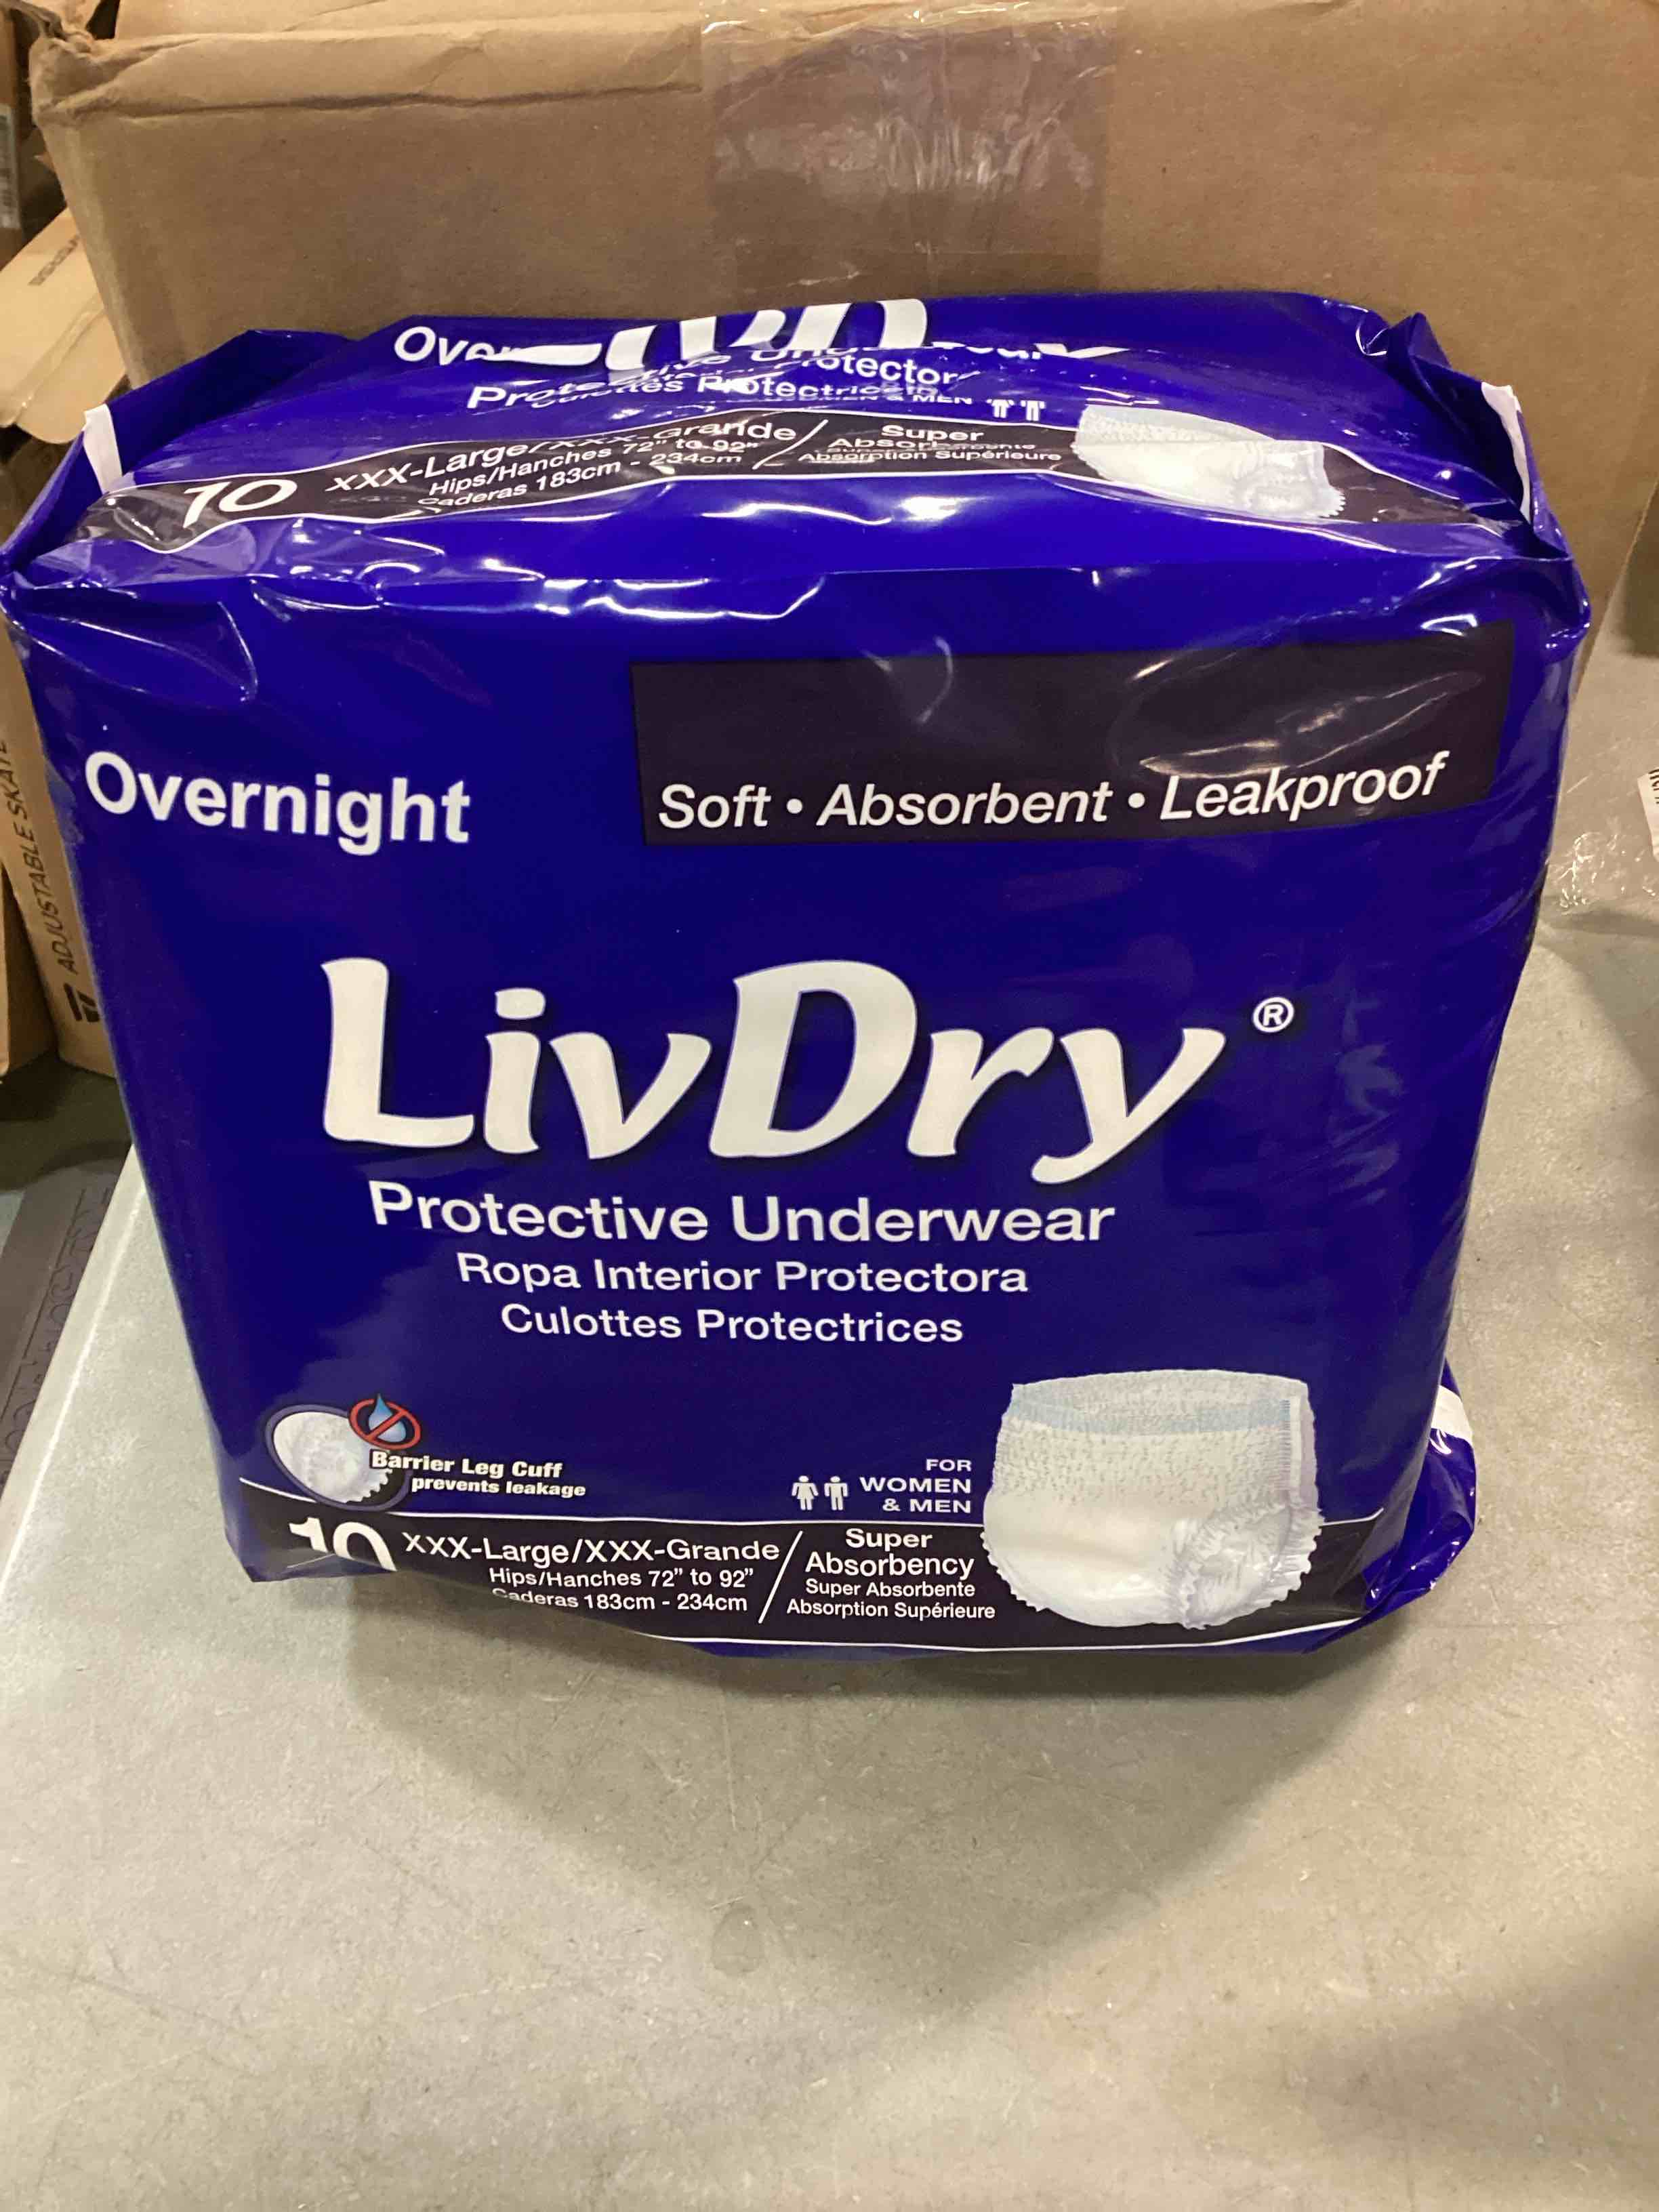 Protective
Culottes Protectrices
& MEN
10
XXX-Large/XXX-Grande
Hips/Hanches 72" to 92"
Caderas 183cm - 234cm
Super
Absorption Supérieure
Overnight
Soft • Absorbent • Leakproof
LivDry®
Protective Underwear
Ropa Interior Protectora
Culottes Protectrices
Barrier Leg Cuff
prevents leakage
FOR
WOMEN
& MEN
10
XXX-Large/XXX-Grande
Hips/Hanches 72” to 92”
Caderas 183cm - 234cm
Super
Absorbency
Super Absorbente
Absorption Supérieure
ADJUSTABLE SKATE